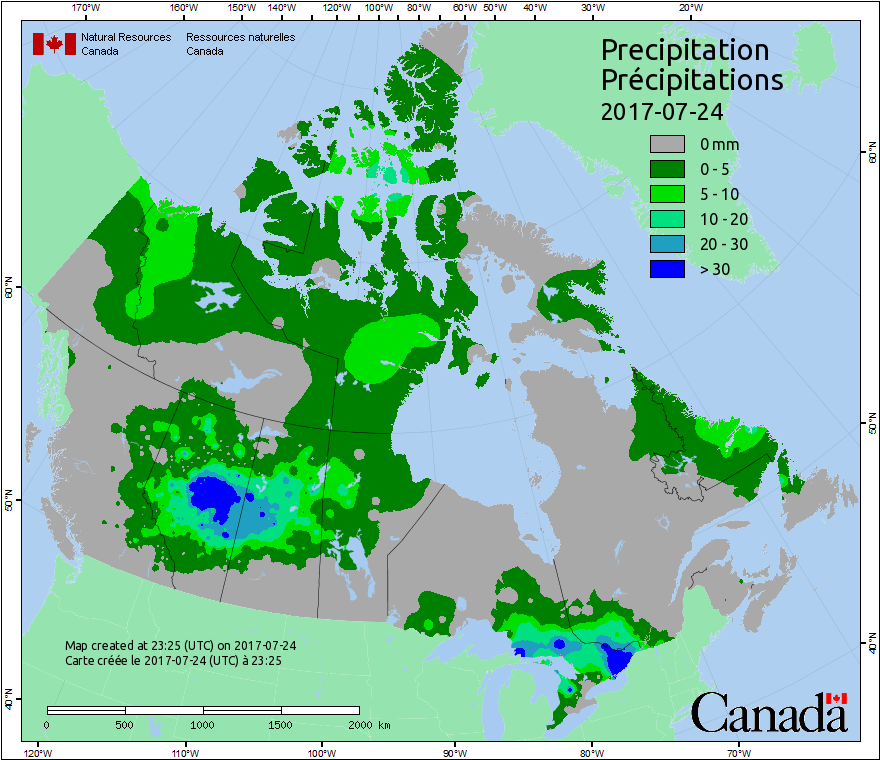 170°W 160°W 150°W 140°W 130°W 120°W 110°W 100°W 90°W 80°W 60°W 50°W 40°W 30°W 20°W
Natural Resources Ressources naturelles
Canada Canada
Precipitation
Précipitations
2017-07-24
0 mm
0 - 5
5 - 10
10 - 20
20 - 30
> 30
60°N
60°N
50°N
50°N
40°N
40°N
Map created at 23:25 (UTC) on 2017-07-24
Carte créée le 2017-07-24 (UTC) à 23:25
0 500 1000 1500 2000 km
Canada
120°W 110°W 100°W 90°W 80°W 70°W